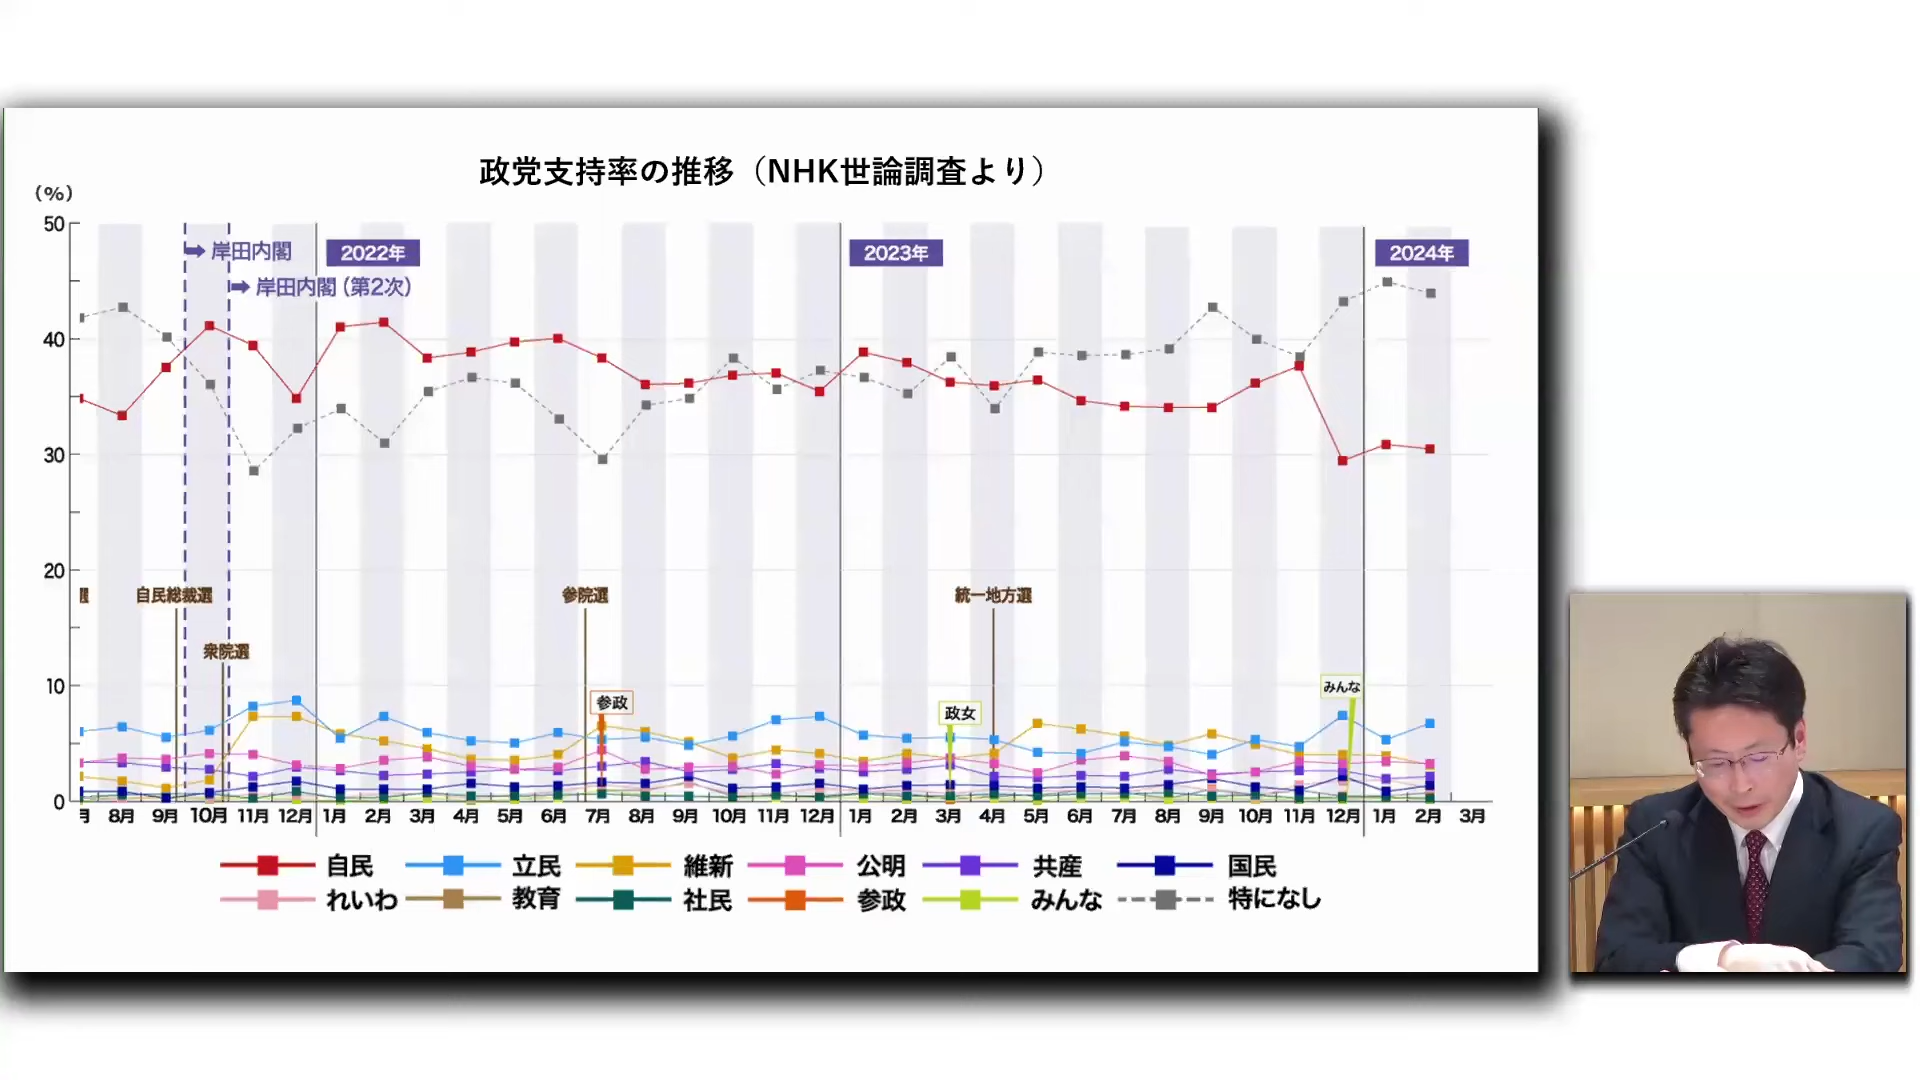 政党支持率の推移（NHK世論調査より）
（%）
50
40
30
20
10
0
➡ 岸田内閣
➡ 岸田内閣（第2次）
2022年
2023年
2024年
自民総裁選
衆院選
参院選
統一地方選
参政
政女
みんな
8月 9月 10月 11月 12月 1月 2月 3月 4月 5月 6月 7月 8月 9月 10月 11月 12月 1月 2月 3月 4月 5月 6月 7月 8月 9月 10月 11月 12月 1月 2月 3月
自民 立民 維新 公明 共産 国民
れいわ 教育 社民 参政 みんな 特になし